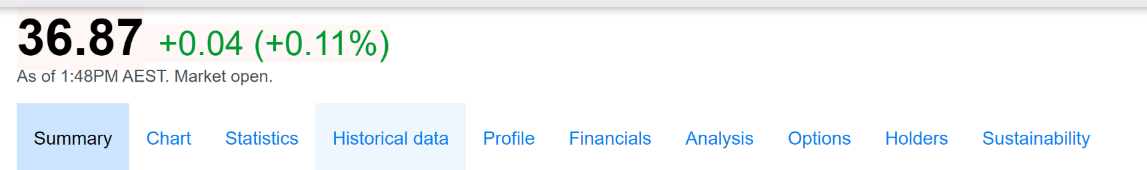 36.87 +0.04 (+0.11%)
As of 1:48PM AEST. Market open.
Summary Chart Statistics Historical data Profile Financials Analysis Options Holders Sustainability